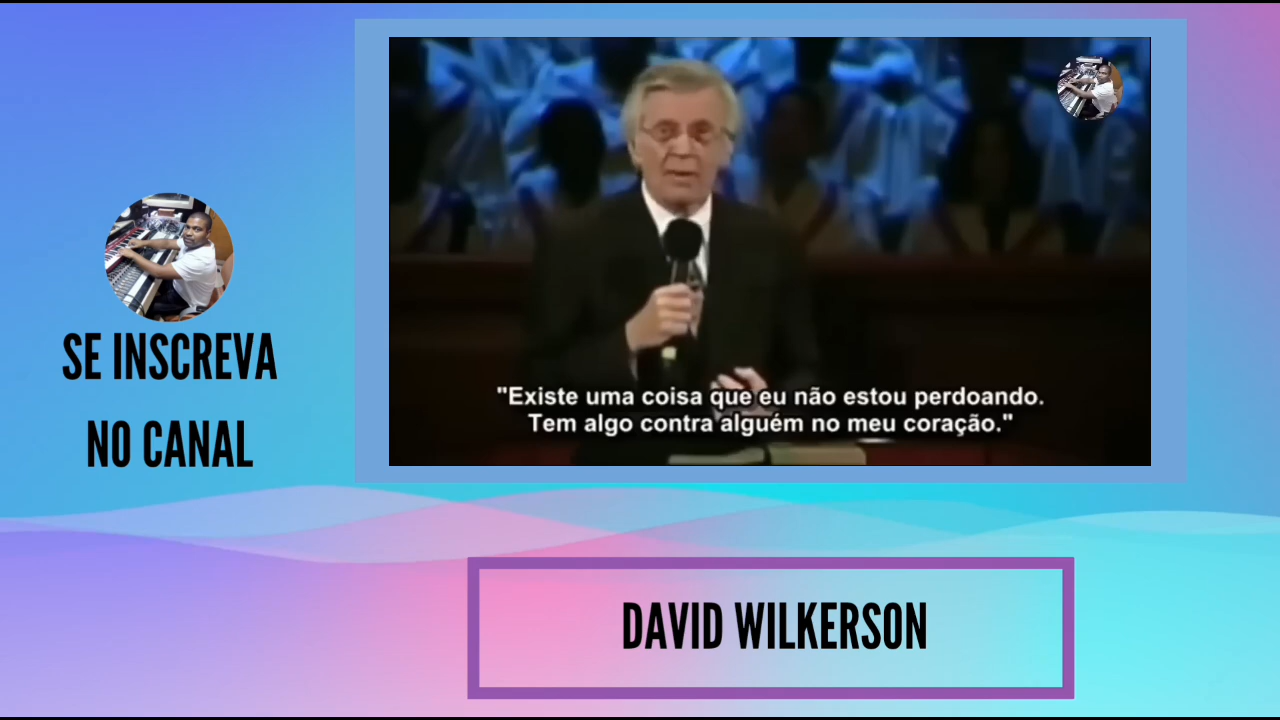 "Existe uma coisa que eu não estou perdoando.
Tem algo contra alguém no meu coração."
SE INSCREVA
NO CANAL
DAVID WILKERSON